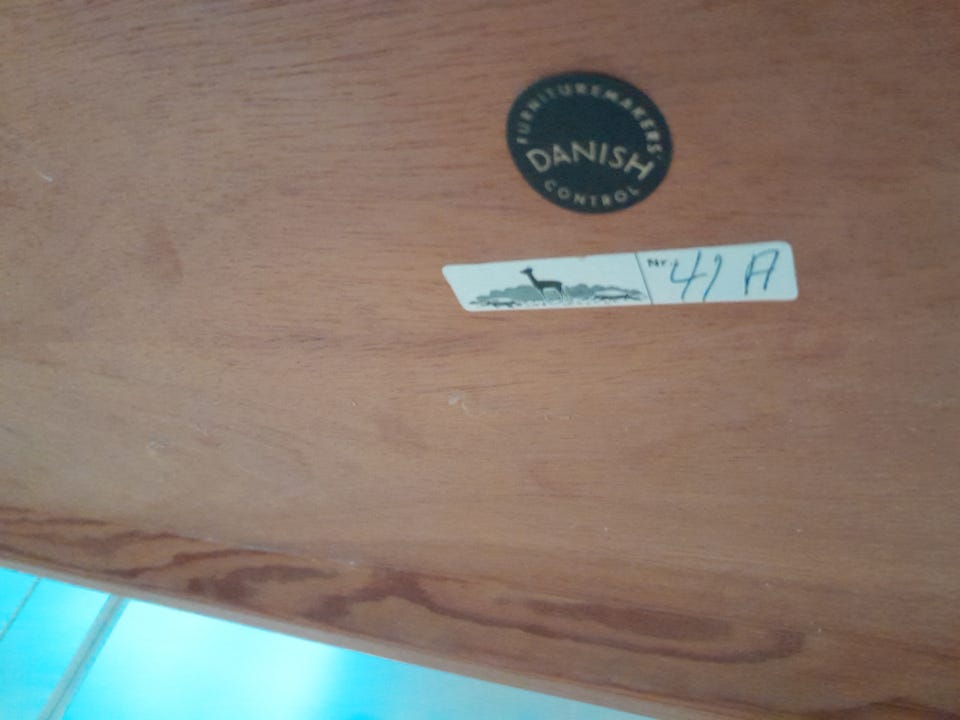 FURNITUREMAKERS'
DANISH
CONTROL
Nr. 41 A